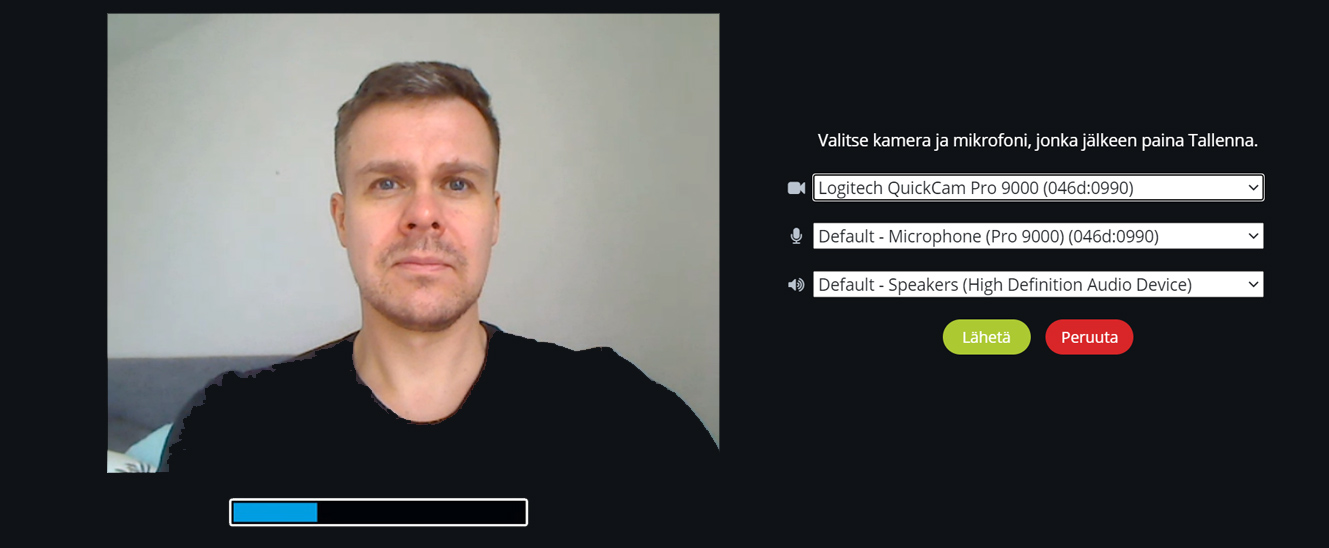 Valitse kamera ja mikrofoni, jonka jälkeen paina Tallenna.
Logitech QuickCam Pro 9000 (046d:0990)
Default - Microphone (Pro 9000) (046d:0990)
Default - Speakers (High Definition Audio Device)
Lähetä Peruuta